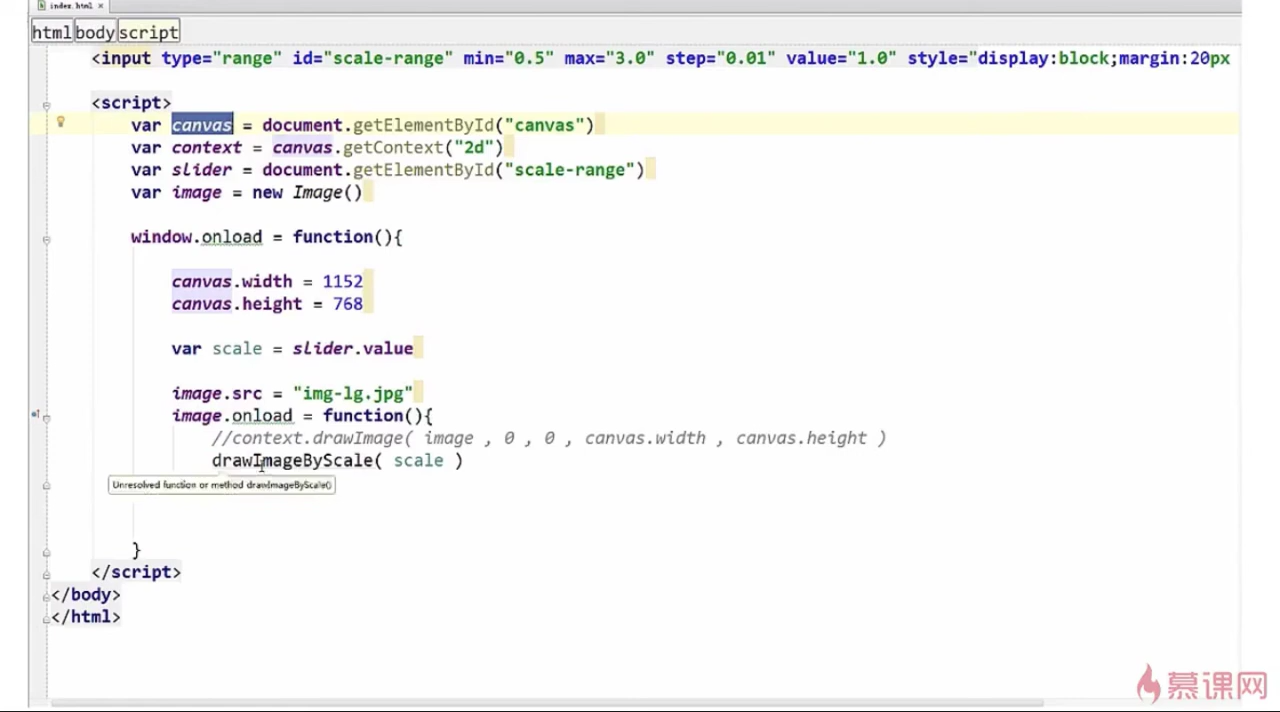 index.html ×
html body script
<input type="range" id="scale-range" min="0.5" max="3.0" step="0.01" value="1.0" style="display:block;margin:20px
<script>
var canvas = document.getElementById("canvas")
var context = canvas.getContext("2d")
var slider = document.getElementById("scale-range")
var image = new Image()
window.onload = function(){
canvas.width = 1152
canvas.height = 768
var scale = slider.value
image.src = "img-lg.jpg"
image.onload = function(){
//context.drawImage( image , 0 , 0 , canvas.width , canvas.height )
drawImageByScale( scale )
Unresolved function or method drawImageByScale()
}
</script>
</body>
</html>
慕课网